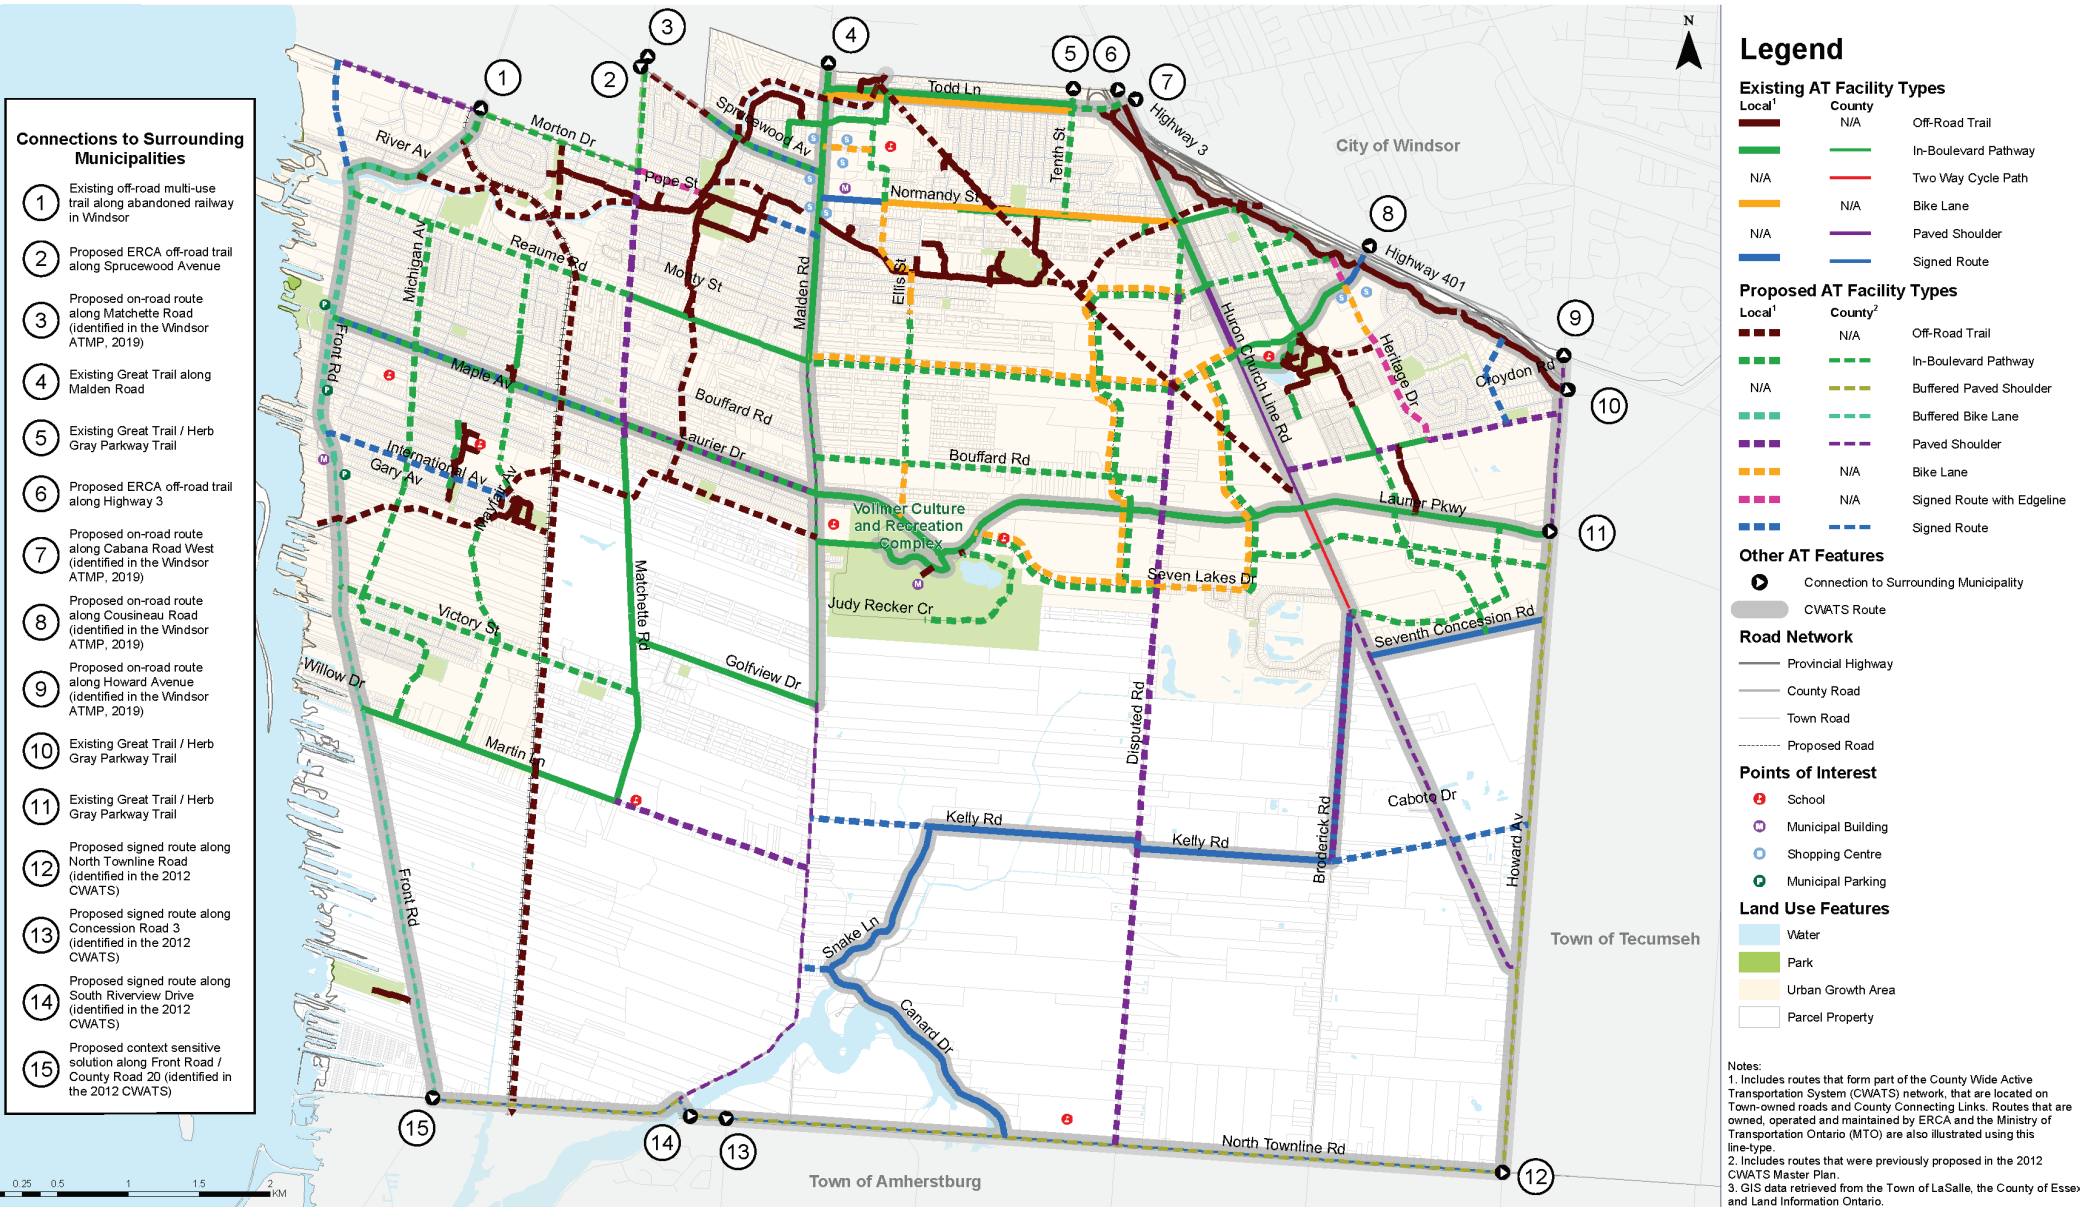 Connections to Surrounding
Municipalities
1
Existing off-road multi-use
trail along abandoned railway
in Windsor
2
Proposed ERCA off-road trail
along Sprucewood Avenue
3
Proposed on-road route
along Matchette Road
(identified in the Windsor
ATMP, 2019)
4
Existing Great Trail along
Malden Road
5
Existing Great Trail / Herb
Gray Parkway Trail
6
Proposed ERCA off-road trail
along Highway 3
7
Proposed on-road route
along Cabana Road West
(identified in the Windsor
ATMP, 2019)
8
Proposed on-road route
along Cousineau Road
(identified in the Windsor
ATMP, 2019)
9
Proposed on-road route
along Howard Avenue
(identified in the Windsor
ATMP, 2019)
10
Existing Great Trail / Herb
Gray Parkway Trail
11
Existing Great Trail / Herb
Gray Parkway Trail
12
Proposed signed route along
North Townline Road
(identified in the 2012
CWATS)
13
Proposed signed route along
Concession Road 3
(identified in the 2012
CWATS)
14
Proposed signed route along
South Riverview Drive
(identified in the 2012
CWATS)
15
Proposed context sensitive
solution along Front Road /
County Road 20 (identified in
the 2012 CWATS)
0.25 0.5 1 1.5 2
KM
1
2
3
4
5
6
7
8
9
10
11
12
13
14
15
N
River Av
Morton Dr
Sprucewood Av
Todd Ln
Tenth St
Highway 3
City of Windsor
Pope St
Normandy St
Highway 401
Michigan Av
Reaume Rd
Monty St
Malden Rd
Ellis St
Huron Church Line Rd
Heritage Dr
Croydon Rd
Front Rd
Maple Av
Bouffard Rd
Laurier Dr
International Av
Gary Av
Mayfair Av
Bouffard Rd
Laurier Pkwy
Vollmer Culture
and Recreation
Complex
Matchette Rd
Seven Lakes Dr
Judy Recker Cr
Victory St
Seventh Concession Rd
Willow Dr
Golfview Dr
Martin Ln
Disputed Rd
Kelly Rd
Kelly Rd
Broderick Rd
Caboto Dr
Howard Av
Front Rd
Snake Ln
Canard Dr
Town of Tecumseh
North Townline Rd
Town of Amherstburg
Legend
Existing AT Facility Types
Local1 County
N/A Off-Road Trail
In-Boulevard Pathway
N/A Two Way Cycle Path
N/A Bike Lane
N/A Paved Shoulder
Signed Route
Proposed AT Facility Types
Local1 County2
N/A Off-Road Trail
In-Boulevard Pathway
N/A Buffered Paved Shoulder
Buffered Bike Lane
Paved Shoulder
N/A Bike Lane
N/A Signed Route with Edgeline
Signed Route
Other AT Features
Connection to Surrounding Municipality
CWATS Route
Road Network
Provincial Highway
County Road
Town Road
Proposed Road
Points of Interest
School
M Municipal Building
Shopping Centre
P Municipal Parking
Land Use Features
Water
Park
Urban Growth Area
Parcel Property
Notes:
1. Includes routes that form part of the County Wide Active
Transportation System (CWATS) network, that are located on
Town-owned roads and County Connecting Links. Routes that are
owned, operated and maintained by ERCA and the Ministry of
Transportation Ontario (MTO) are also illustrated using this
line-type.
2. Includes routes that were previously proposed in the 2012
CWATS Master Plan.
3. GIS data retrieved from the Town of LaSalle, the County of Essex
and Land Information Ontario.